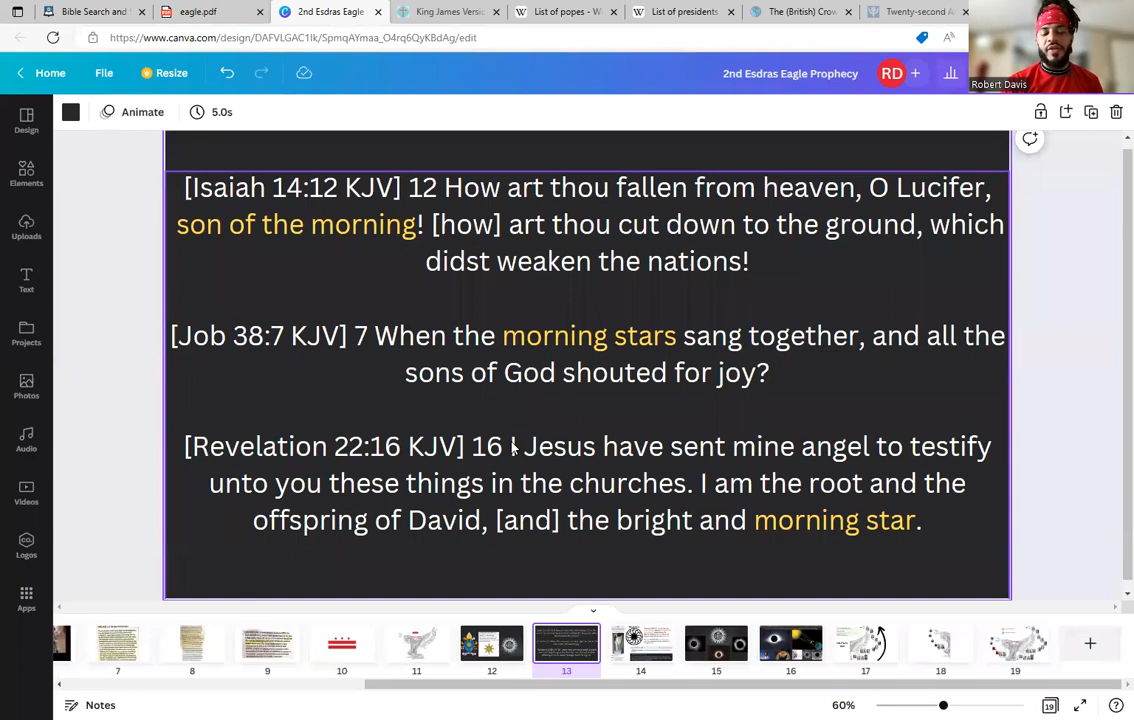 Bible Search and
eagle.pdf
2nd Esdras Eagle
King James Versi
List of popes - W
List of presidents
The (British) Crow
Twenty-second A
https://www.canva.com/design/DAFVLGAC1lk/SpmqAYmaa_O4rq6QyKBdAg/edit
Home
File
Resize
2nd Esdras Eagle Prophecy
RD
Robert Davis
Design
Animate
5.0s
Elements
Uploads
Text
Projects
Photos
Audio
Videos
Logos
Apps
[Isaiah 14:12 KJV] 12 How art thou fallen from heaven, O Lucifer,
son of the morning! [how] art thou cut down to the ground, which
didst weaken the nations!
[Job 38:7 KJV] 7 When the morning stars sang together, and all the
sons of God shouted for joy?
[Revelation 22:16 KJV] 16 I Jesus have sent mine angel to testify
unto you these things in the churches. I am the root and the
offspring of David, [and] the bright and morning star.
7
8
9
10
11
12
13
14
15
16
17
18
19
Notes
60%
19